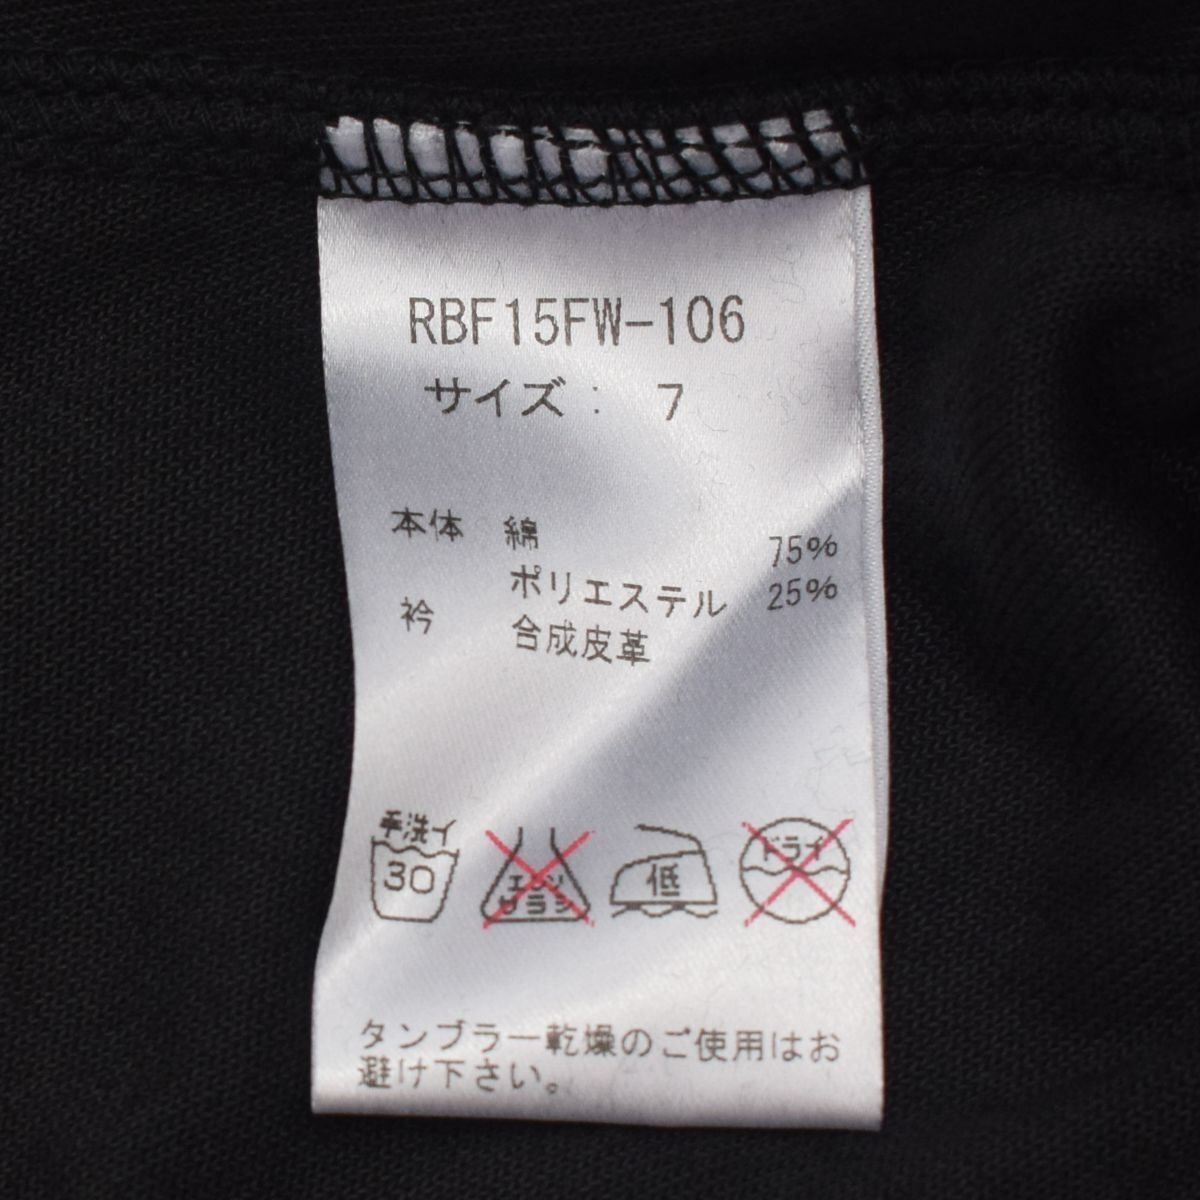 RBF15FW-106
サイズ: 7
本体 綿 75%
ポリエステル 25%
衿 合成皮革
手洗イ 30
エンソ サラシ
低
ドライ
タンブラー乾燥のご使用はお
避け下さい。